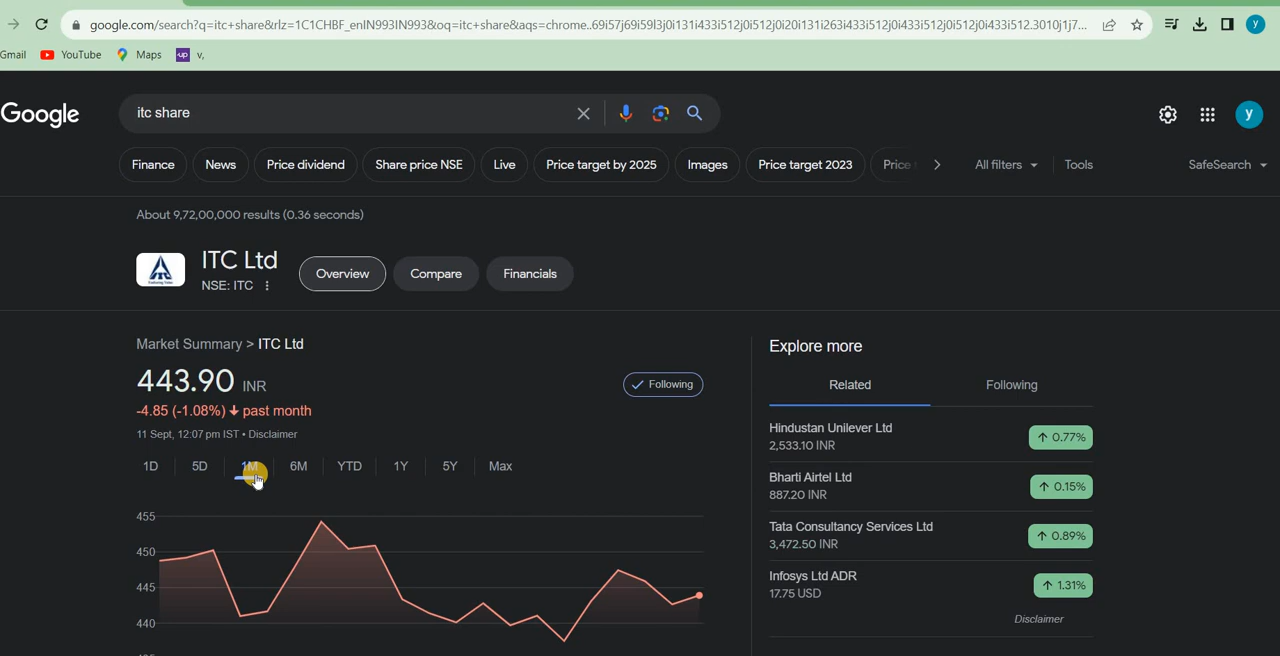 google.com/search?q=itc+share&rlz=1C1CHBF_enIN993IN993&oq=itc+share&aqs=chrome..69i57j69i59l3j0i131i433i512j0i512j0i20i131i263i433i512j0i433i512j0i512j0i433i512.3010j1j7...
Gmail YouTube Maps v,
Google itc share y
Finance News Price dividend Share price NSE Live Price target by 2025 Images Price target 2023 Price All filters Tools SafeSearch
About 9,72,00,000 results (0.36 seconds)
ITC Ltd
NSE: ITC
Overview Compare Financials
Market Summary > ITC Ltd
443.90 INR
Following
-4.85 (-1.08%) ↓ past month
11 Sept, 12:07 pm IST • Disclaimer
1D 5D 1M 6M YTD 1Y 5Y Max
455
450
445
440
Explore more
Related Following
Hindustan Unilever Ltd
2,533.10 INR
↑ 0.77%
Bharti Airtel Ltd
887.20 INR
↑ 0.15%
Tata Consultancy Services Ltd
3,472.50 INR
↑ 0.89%
Infosys Ltd ADR
17.75 USD
↑ 1.31%
Disclaimer